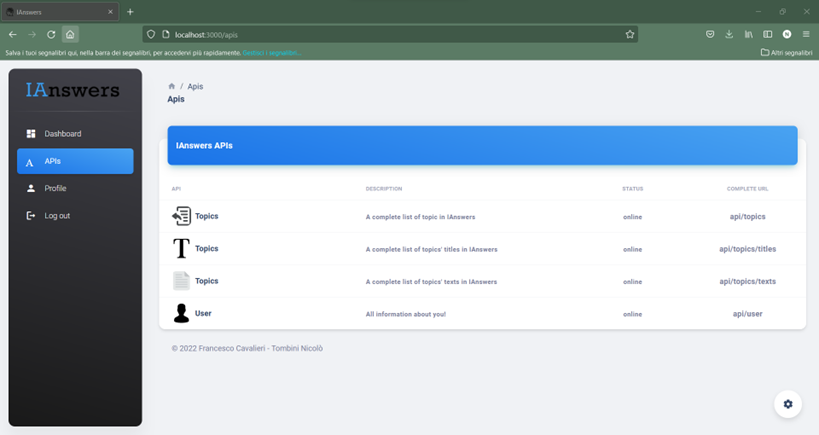 IAnswers
localhost:3000/apis
Salva i tuoi segnalibri qui, nella barra dei segnalibri, per accedervi più rapidamente. Gestisci i segnalibri...
Altri segnalibri
IAnswers
Dashboard
A APIs
Profile
Log out
/ Apis
Apis
IAnswers APIs
API DESCRIPTION STATUS COMPLETE URL
Topics A complete list of topic in IAnswers online api/topics
T Topics A complete list of topics' titles in IAnswers online api/topics/titles
Topics A complete list of topics' texts in IAnswers online api/topics/texts
User All information about you! online api/user
© 2022 Francesco Cavalieri - Tombini Nicolò